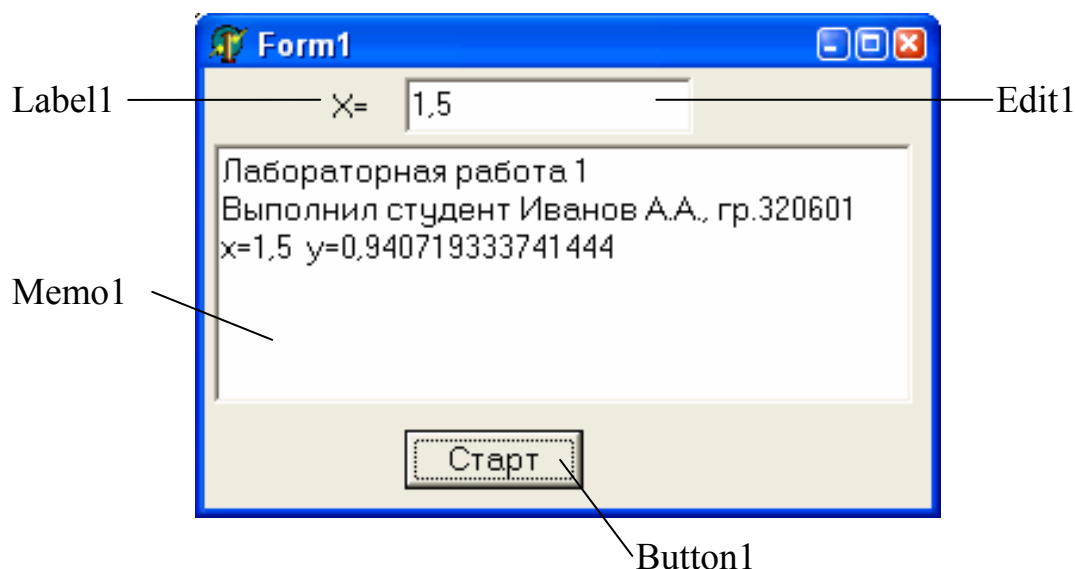 Form1
Label1
X=
1,5
Edit1
Лабораторная работа 1
Выполнил студент Иванов А.А., гр.320601
x=1,5 y=0,940719333741444
Memo1
Старт
Button1